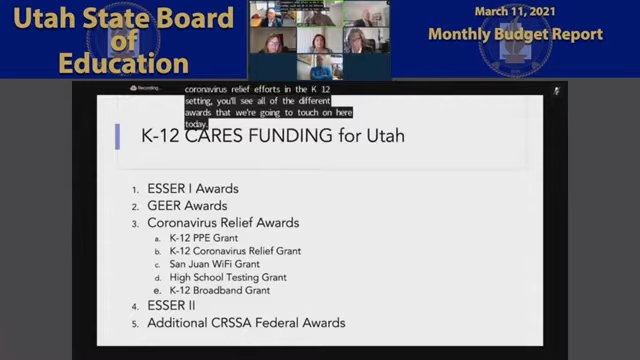 Utah State Board
of
Education
March 11, 2021
Monthly Budget Report
Recording...
coronavirus relief efforts in the K 12
setting, you'll see all of the different
awards that we're going to touch on here
today.
K-12 CARES FUNDING for Utah
1. ESSER I Awards
2. GEER Awards
3. Coronavirus Relief Awards
a. K-12 PPE Grant
b. K-12 Coronavirus Relief Grant
c. San Juan WiFi Grant
d. High School Testing Grant
e. K-12 Broadband Grant
4. ESSER II
5. Additional CRSSA Federal Awards